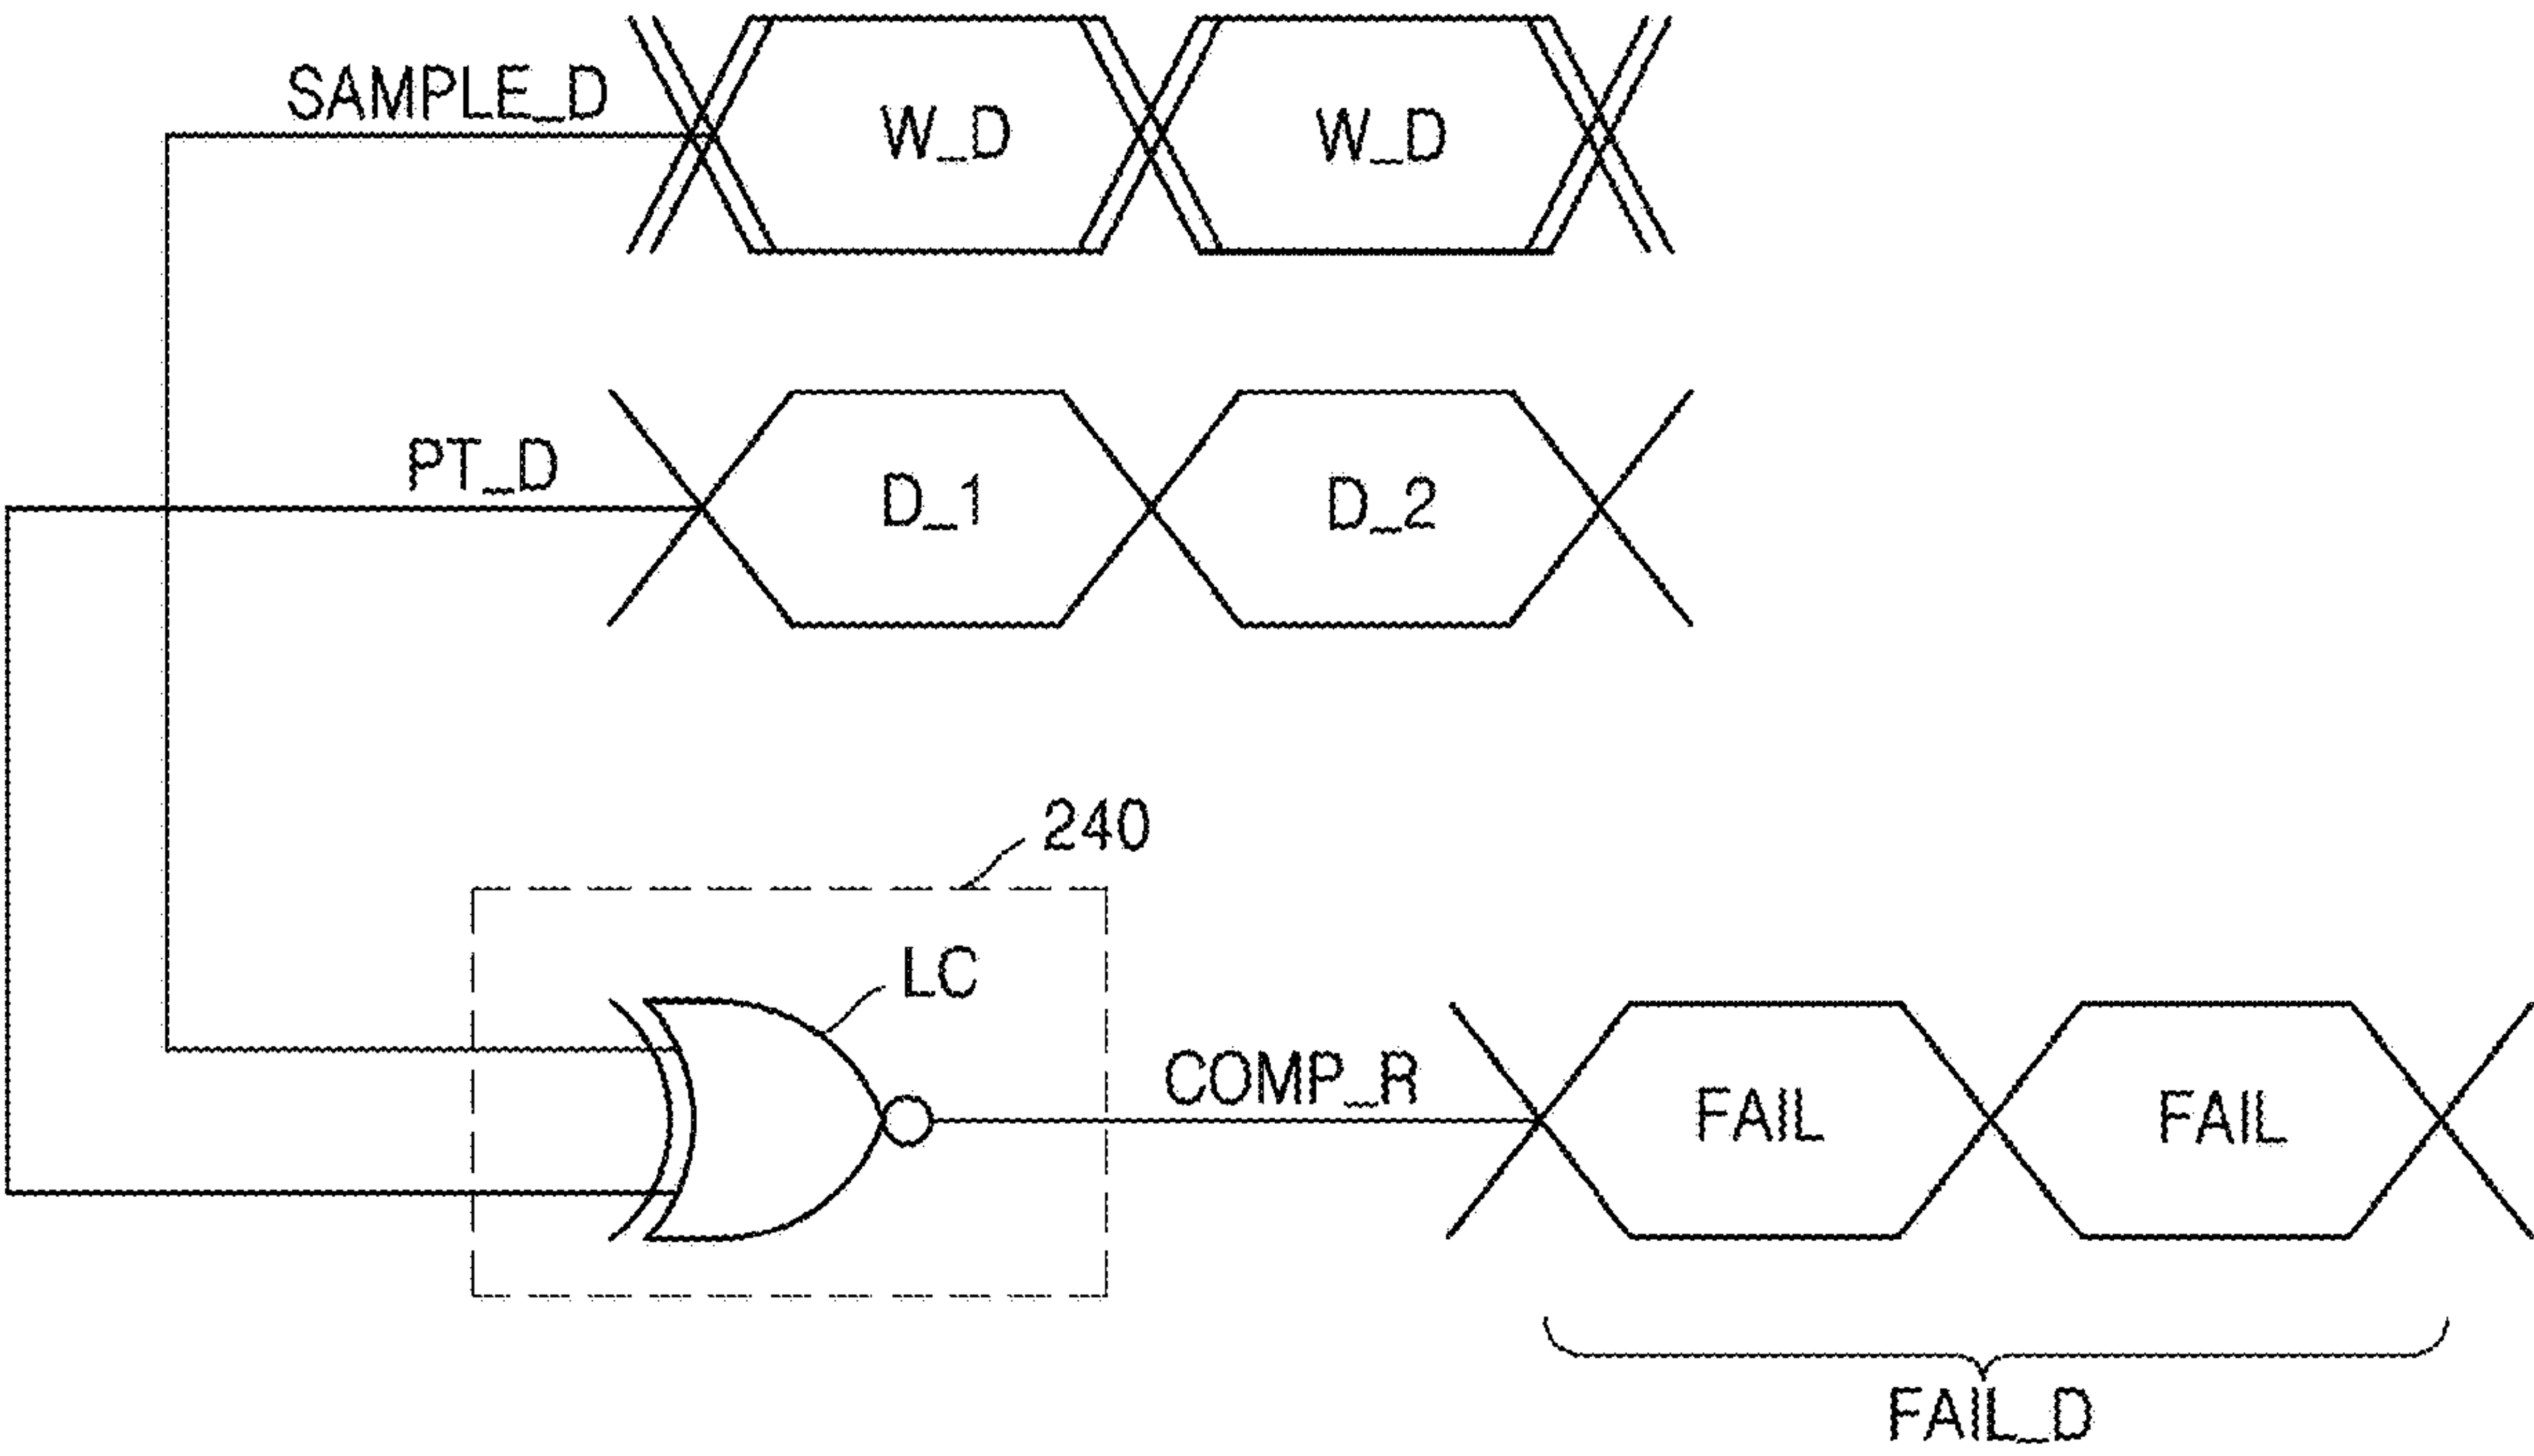 SAMPLE_D
W_D
W_D
PT_D
D_1
D_2
240
LC
COMP_R
FAIL
FAIL
FAIL_D